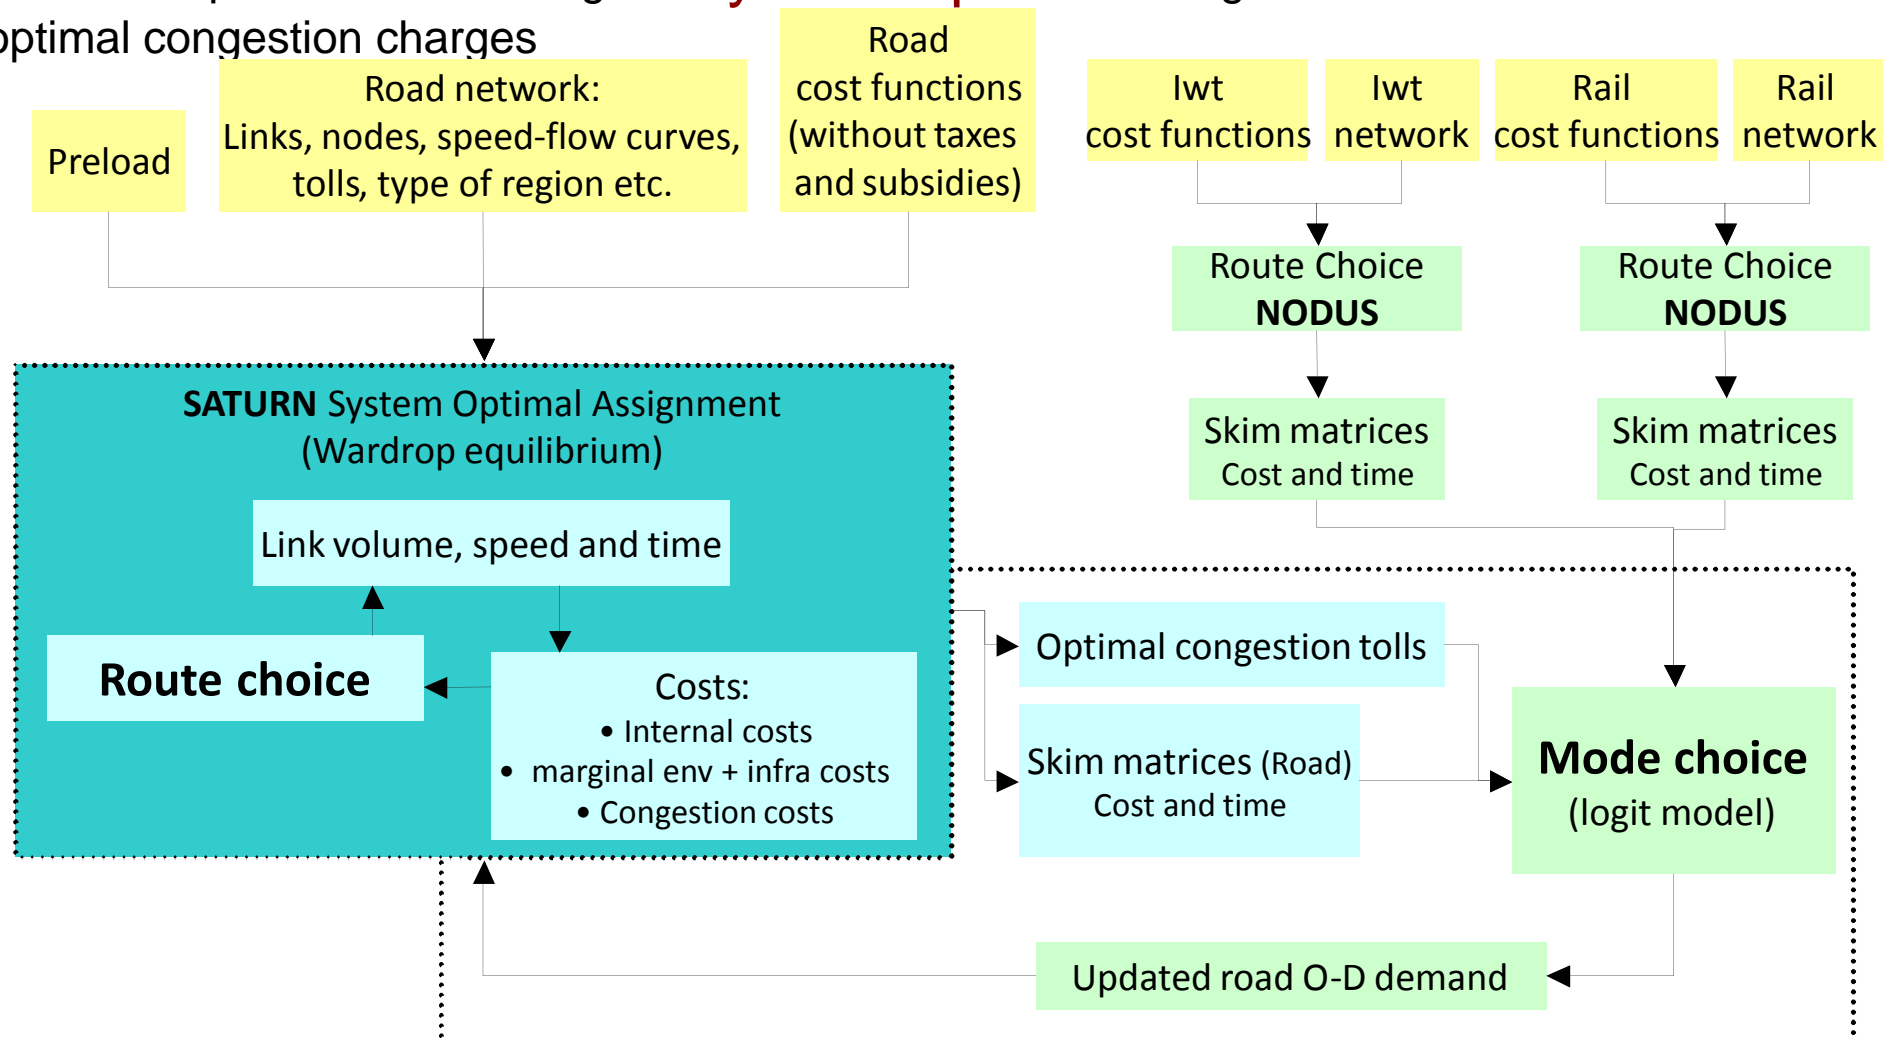 optimal congestion charges
Preload
Road network:
Links, nodes, speed-flow curves,
tolls, type of region etc.
Road
cost functions
(without taxes
and subsidies)
Iwt
cost functions
Iwt
network
Rail
cost functions
Rail
network
Route Choice
NODUS
Route Choice
NODUS
Skim matrices
Cost and time
Skim matrices
Cost and time
SATURN System Optimal Assignment
(Wardrop equilibrium)
Link volume, speed and time
Route choice
Costs:
• Internal costs
• marginal env + infra costs
• Congestion costs
Optimal congestion tolls
Skim matrices (Road)
Cost and time
Mode choice
(logit model)
Updated road O-D demand